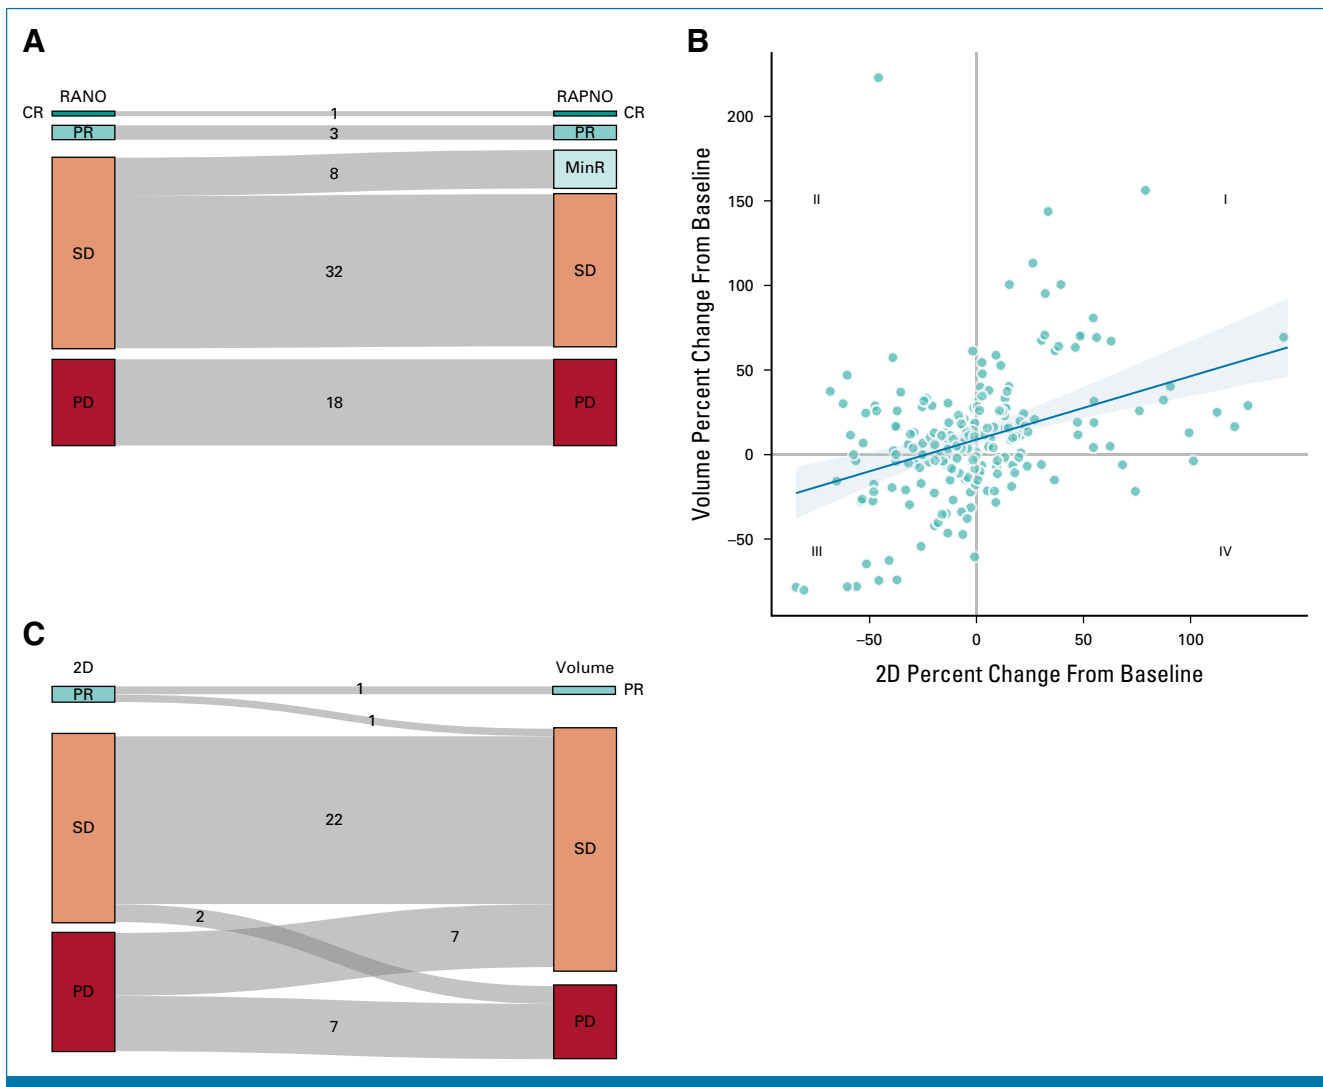 A
RANO
RAPNO
CR
1
CR
PR
3
PR
8
MinR
SD
32
SD
PD
18
PD
B
Volume Percent Change From Baseline
200
150
100
50
0
–50
II
I
III
IV
–50
0
50
100
2D Percent Change From Baseline
C
2D
Volume
PR
1
PR
1
SD
22
SD
2
7
PD
7
PD